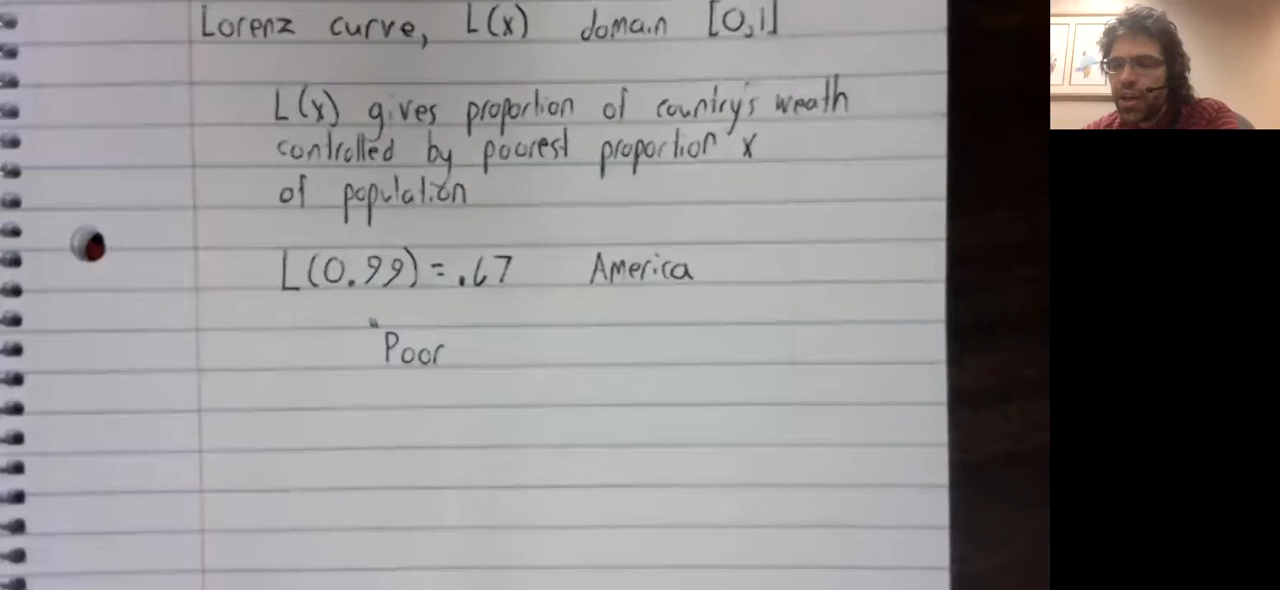 Lorenz curve, L(x) domain [0,1]
L(x) gives proportion of country's weath
controlled by poorest proportion x
of population
L(0.99) = .67 America
"Poor